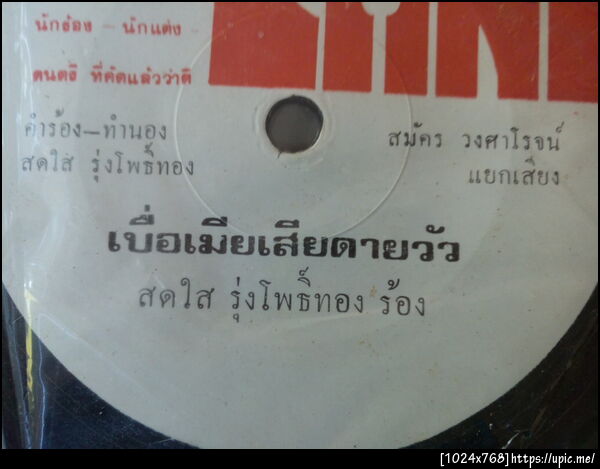 นักร้อง - นักแต่ง
ดนตรี ที่คัดแล้วว่าดี
คำร้อง-ทำนอง
สดใส รุ่งโพธิ์ทอง
สมัคร วงศาโรจน์
แยกเสียง
เบื่อเมียเสียดายวัว
สดใส รุ่งโพธิ์ทอง ร้อง
[1024x768]https://upic.me/